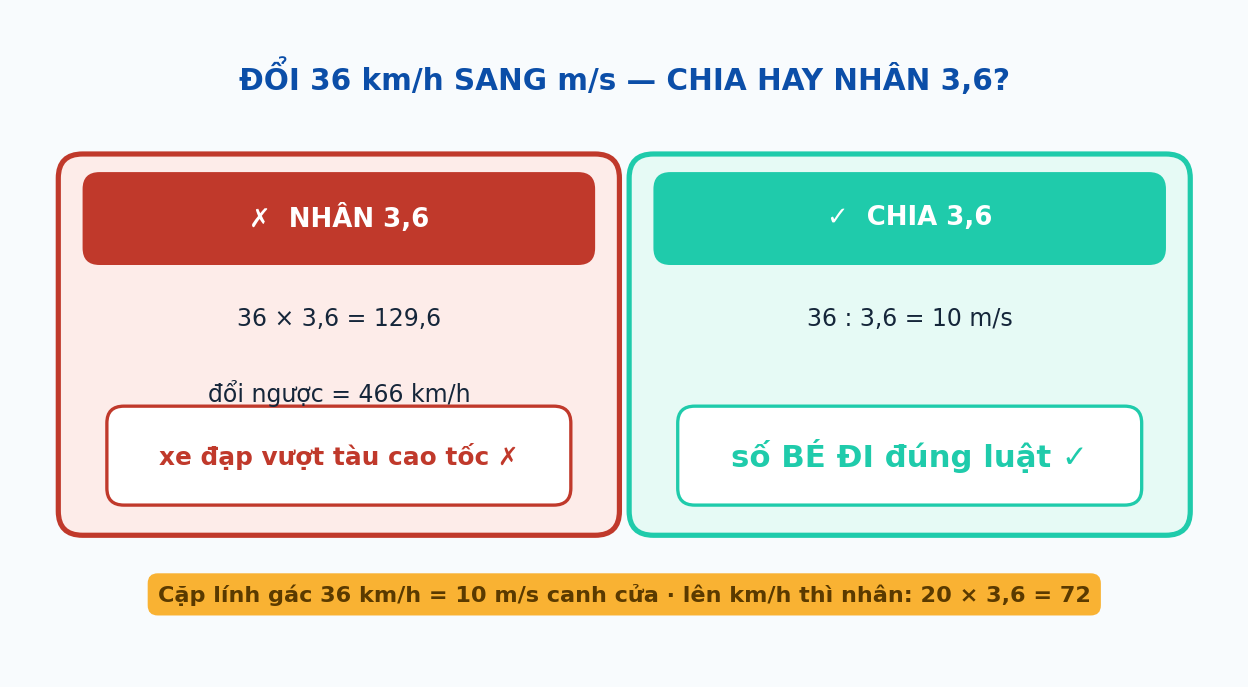 ĐỔI 36 km/h SANG m/s — CHIA HAY NHÂN 3,6?
✗ NHÂN 3,6
36 × 3,6 = 129,6
đổi ngược = 466 km/h
xe đạp vượt tàu cao tốc ✗
✓ CHIA 3,6
36 : 3,6 = 10 m/s
số BÉ ĐI đúng luật ✓
Cặp lính gác 36 km/h = 10 m/s canh cửa · lên km/h thì nhân: 20 × 3,6 = 72